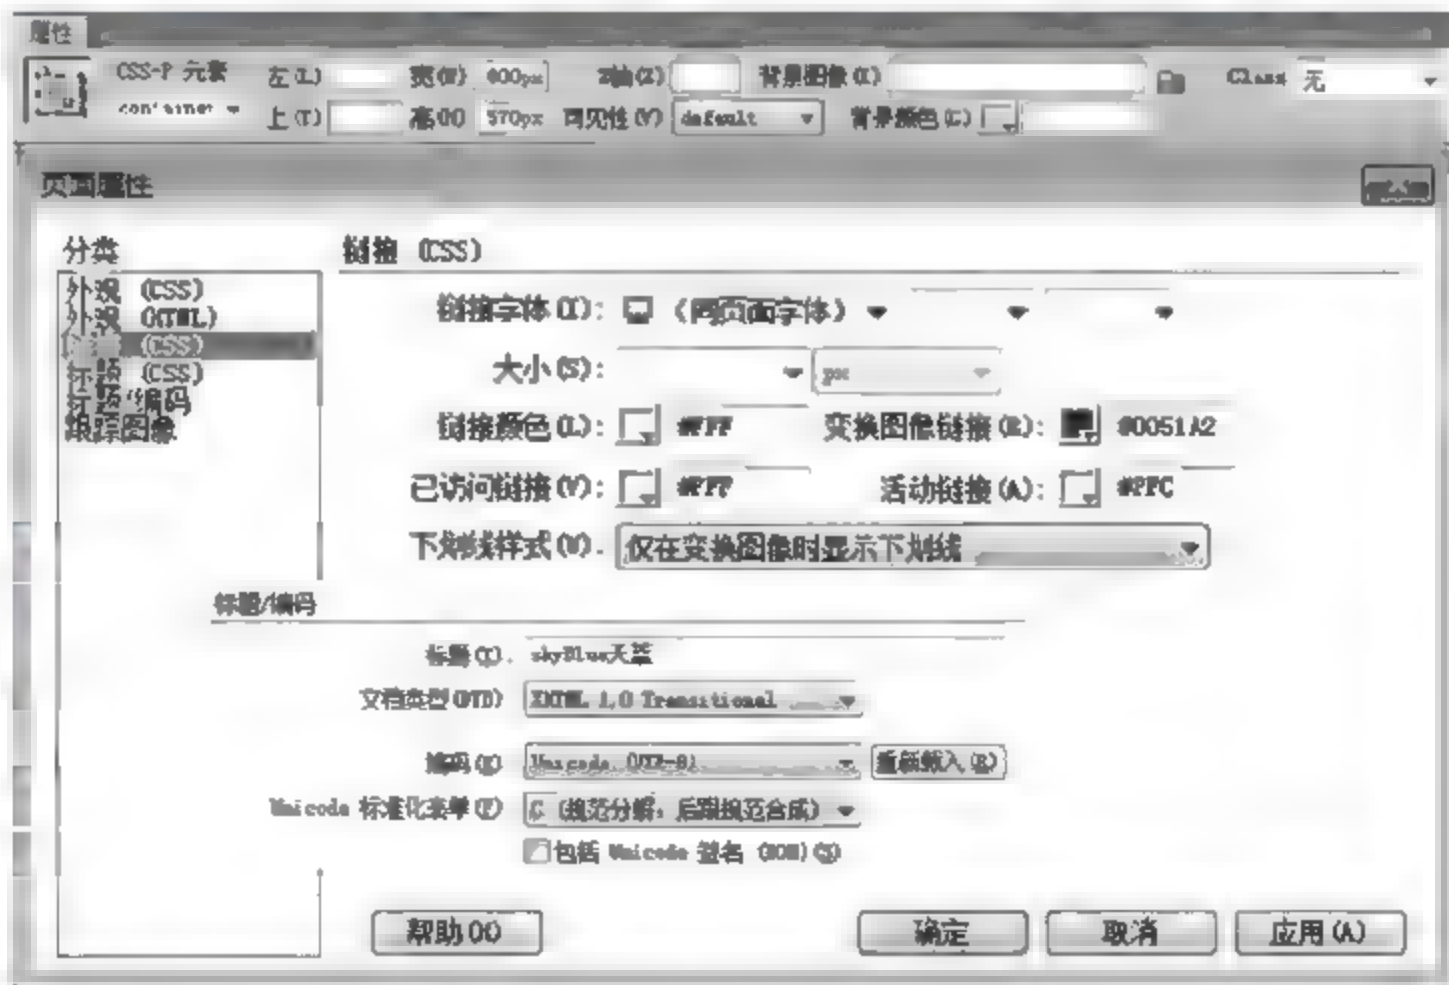 属性
CSS-P 元素 左(L) 宽(W) 600px Z轴(Z) 背景图像(I) Class 无
container 上(T) 高(H) 570px 可见性(V) default 背景颜色(C)
页面属性
分类 链接 (CSS)
外观 (CSS)
外观 (HTML)
链接 (CSS)
标题 (CSS)
标题/编码
跟踪图像
链接字体(I): (同页面字体)
大小(S): px
链接颜色(L): #FFF 变换图像链接(R): #0051A2
已访问链接(V): #FFF 活动链接(A): #FFC
下划线样式(U): 仅在变换图像时显示下划线
标题/编码
标题(T): skyBlue天蓝
文档类型(DTD) XHTML 1.0 Transitional
编码(E) Unicode (UTF-8) 重新载入(R)
Unicode 标准化表单(F) C (规范分解,后跟规范合成)
包括 Unicode 签名 (BOM)(S)
帮助(H) 确定 取消 应用(A)